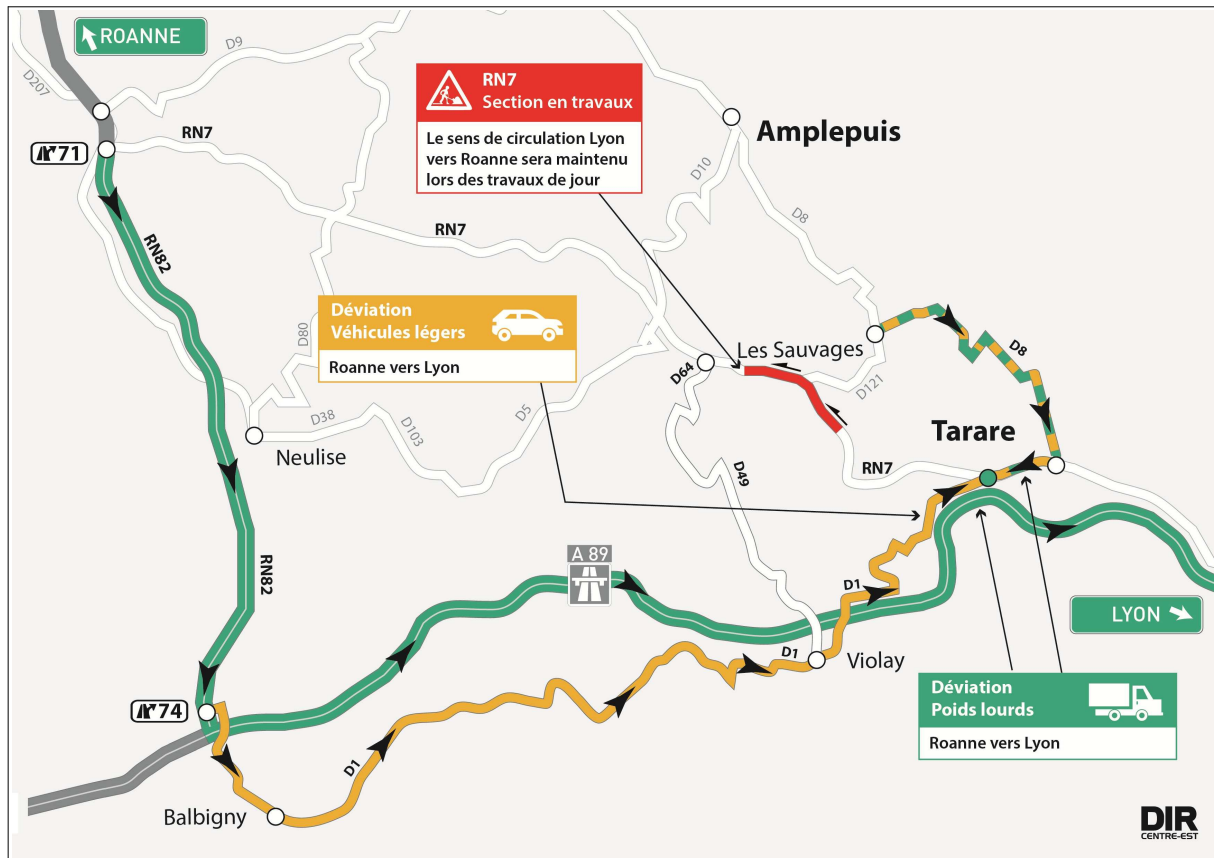 ROANNE
D9
D207
RN7
Section en travaux
Le sens de circulation Lyon
vers Roanne sera maintenu
lors des travaux de jour
Amplepuis
RN7
71
D10
D8
RN82
RN7
Déviation
Véhicules légers
Roanne vers Lyon
D80
Les Sauvages
D8
D64
D121
D5
D38
D103
Neulise
Tarare
D49
RN7
RN82
A 89
D1
LYON
D1
Violay
74
Déviation
Poids lourds
Roanne vers Lyon
D1
Balbigny
DIR
CENTRE-EST